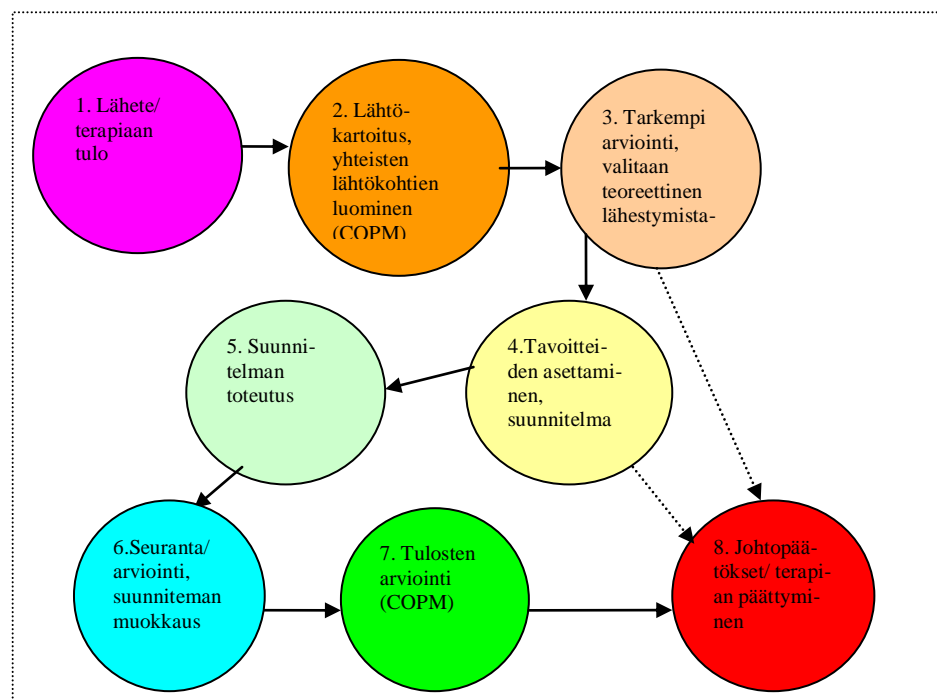 1. Lähete/
terapiaan
tulo
2. Lähtö-
kartoitus,
yhteisten
lähtökohtien
luominen
(COPM)
3. Tarkempi
arviointi,
valitaan
teoreettinen
lähestymista-
4.Tavoittei-
den asettami-
nen,
suunnitelma
5. Suunni-
telman
toteutus
6.Seuranta/
arviointi,
suunniteman
muokkaus
7. Tulosten
arviointi
(COPM)
8. Johtopää-
tökset/ terapi-
an päättymi-
nen